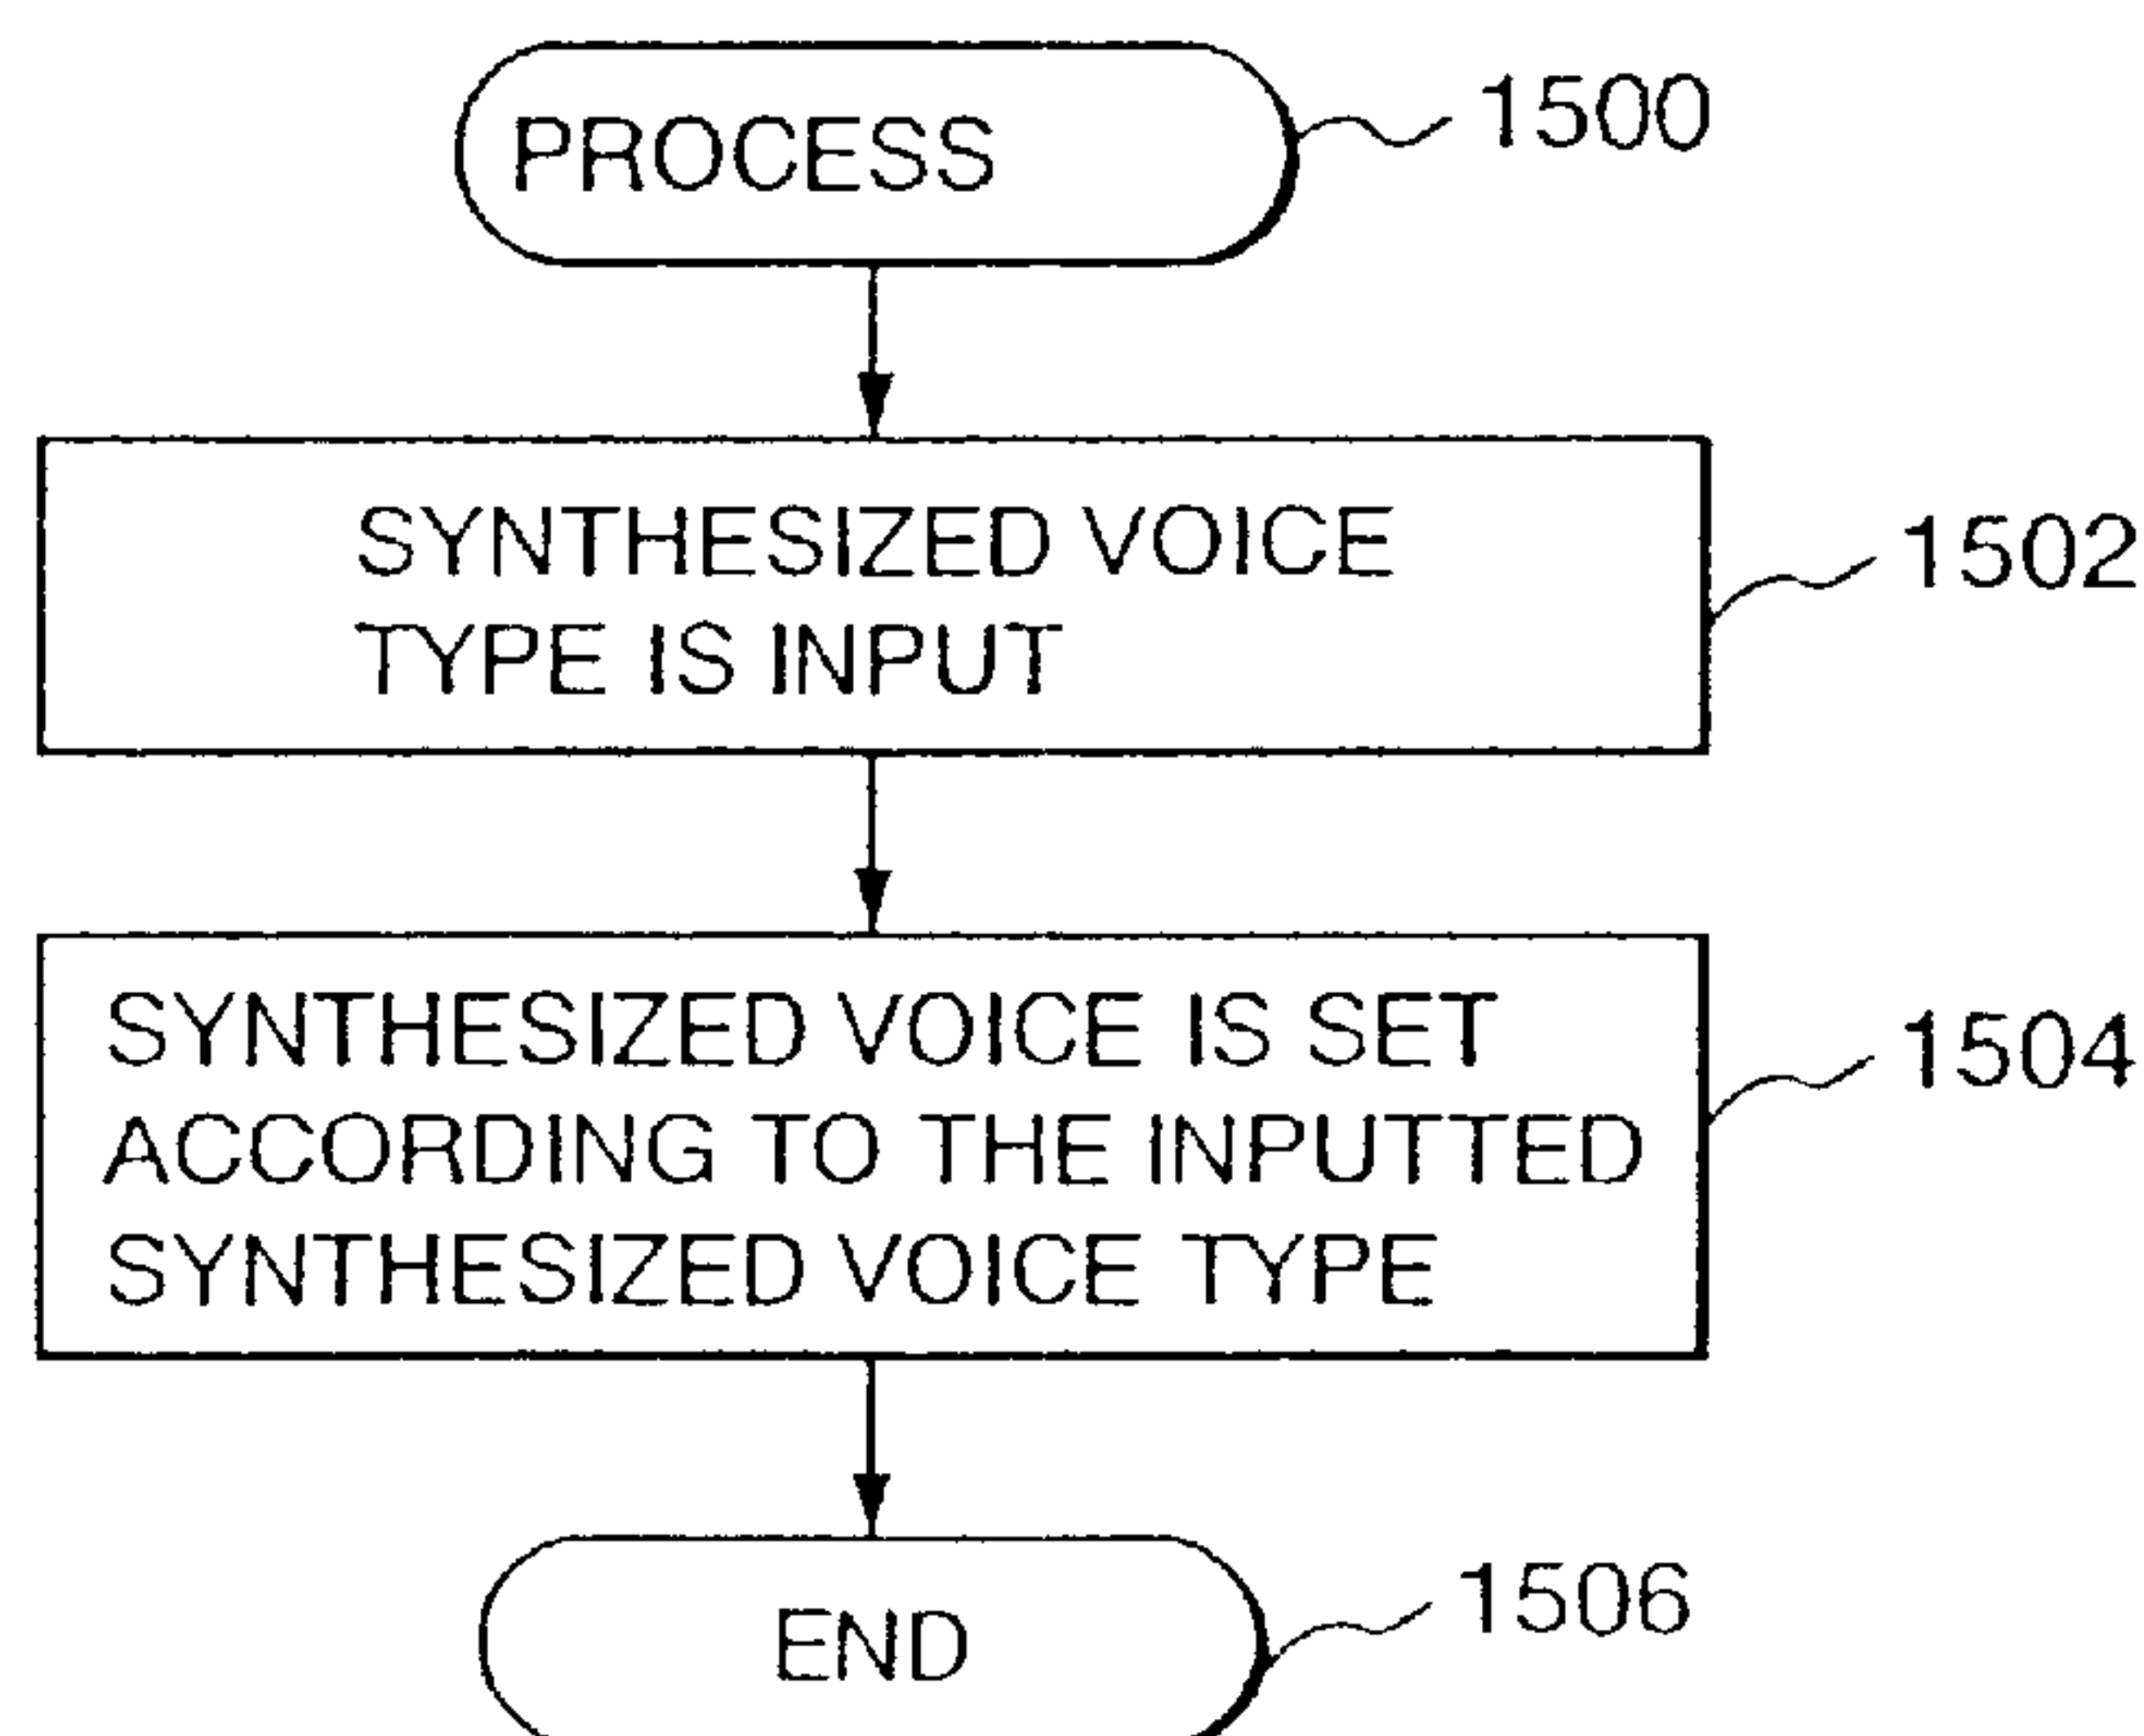 PROCESS
1500
SYNTHESIZED VOICE
TYPE IS INPUT
1502
SYNTHESIZED VOICE IS SET
ACCORDING TO THE INPUTTED
SYNTHESIZED VOICE TYPE
1504
END
1506